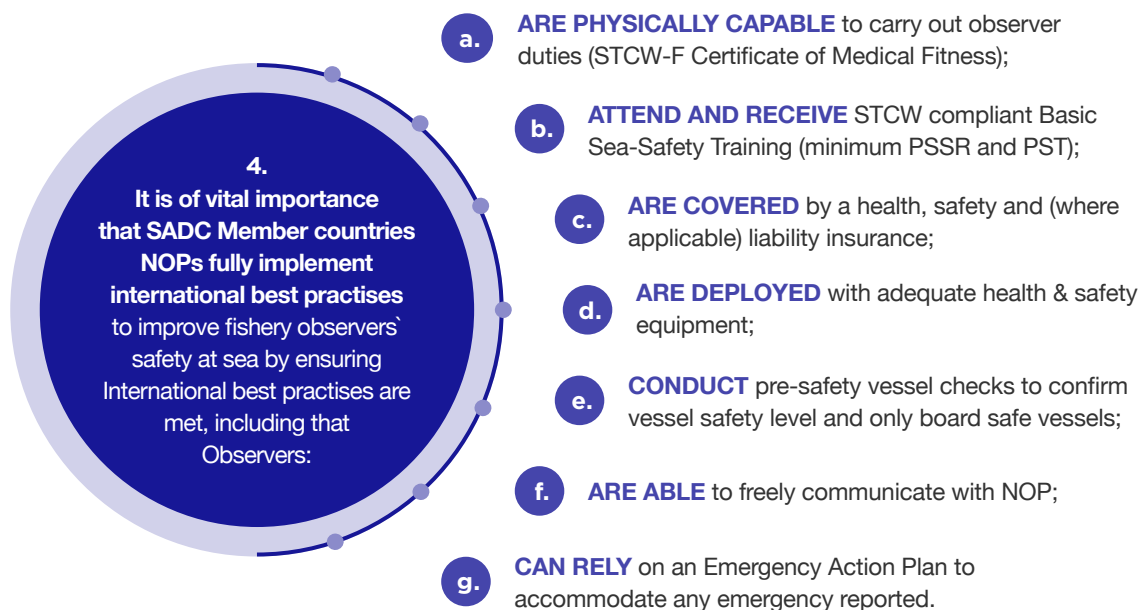 4.
It is of vital importance
that SADC Member countries
NOPs fully implement
international best practises
to improve fishery observers`
safety at sea by ensuring
International best practises are
met, including that
Observers:
a.
ARE PHYSICALLY CAPABLE to carry out observer
duties (STCW-F Certificate of Medical Fitness);
b.
ATTEND AND RECEIVE STCW compliant Basic
Sea-Safety Training (minimum PSSR and PST);
c.
ARE COVERED by a health, safety and (where
applicable) liability insurance;
d.
ARE DEPLOYED with adequate health & safety
equipment;
e.
CONDUCT pre-safety vessel checks to confirm
vessel safety level and only board safe vessels;
f.
ARE ABLE to freely communicate with NOP;
g.
CAN RELY on an Emergency Action Plan to
accommodate any emergency reported.